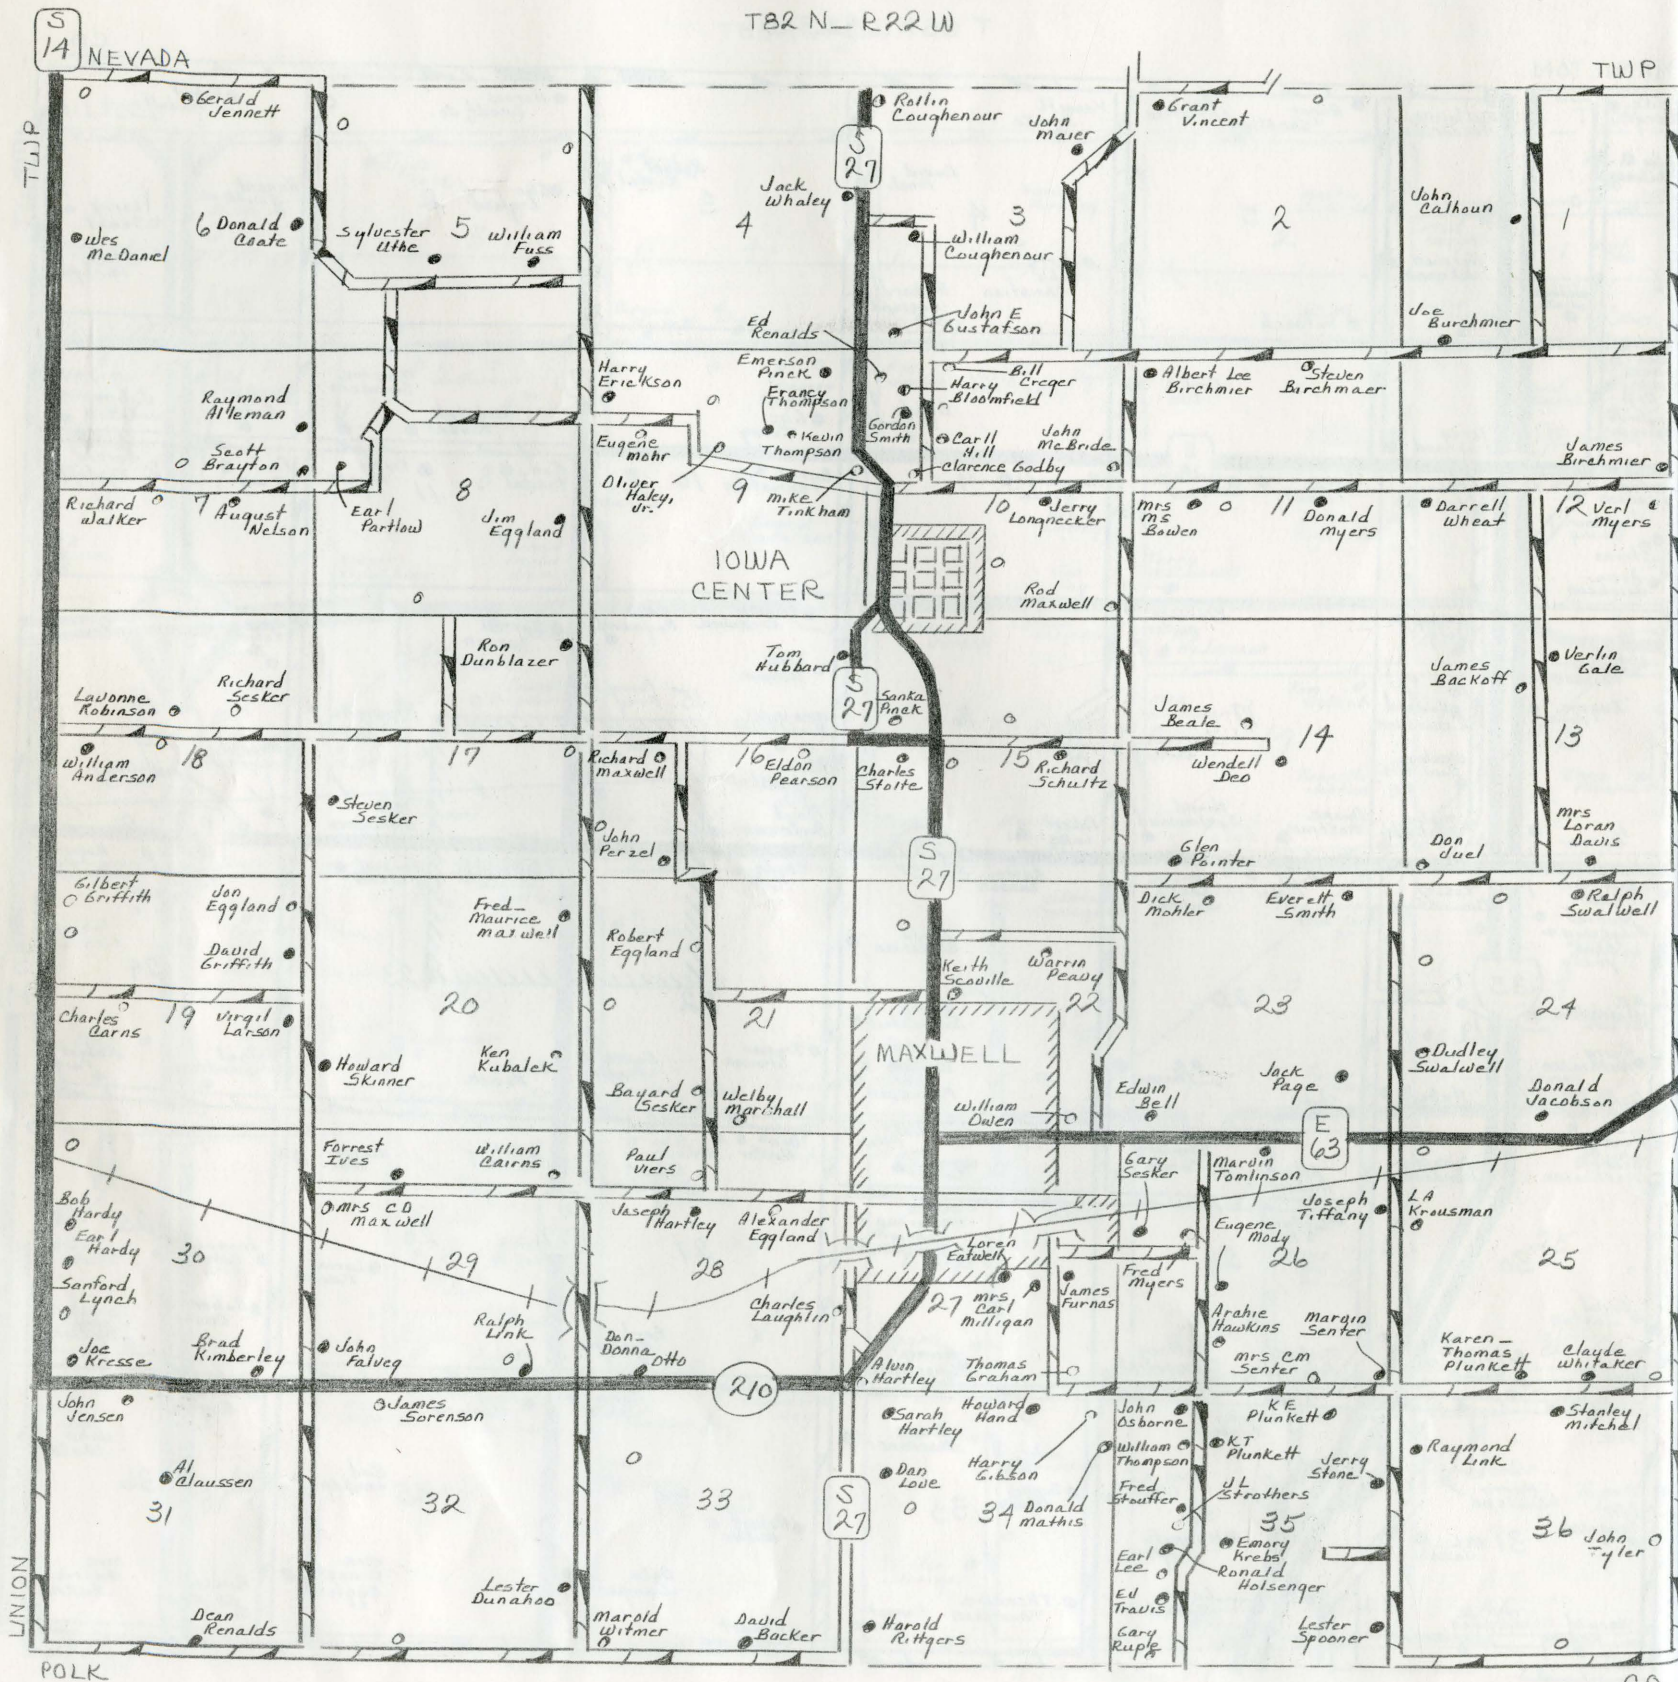 T82 N – R22 W
S
14
NEVADA
TWP
TWP
Gerald
Jennett
Rollin
Coughenour
John
Maier
Grant
Vincent
S
27
Jack
Whaley
John
Calhoun
Wes
McDaniel
6
Donald
Coate
Sylvester
Uthe
5
William
Fuss
4
3
2
1
William
Coughenour
John E
Gustafson
Ed
Renalds
Joe
Burchmier
Harry
Erickson
Emerson
Pinck
Francy
Thompson
Kevin
Thompson
Bill
Creger
Harry
Bloomfield
Albert Lee
Birchmier
Steven
Birchmaer
Raymond
Alleman
Scott
Brayton
Eugene
Mohr
Gordon
Smith
Carll
Hill
John
McBride
Clarence Godby
James
Birchmier
Richard
Walker
7
August
Nelson
Earl
Partlow
8
Jim
Eggland
Oliver
Haley,
Jr.
9
Mike
Tinkham
10
Jerry
Longnecker
Mrs
MS
Bowen
11
Donald
Myers
Darrell
Wheat
12
Verl
Myers
IOWA
CENTER
Rod
Maxwell
Ron
Dunblazer
Tom
Hubbard
James
Backoff
Verlin
Gale
Lavonne
Robinson
Richard
Sesker
S
27
Sanka
Pinck
James
Beale
William
Anderson
18
17
Richard
Maxwell
16
Eldon
Pearson
Charles
Stolte
15
Richard
Schultz
Wendell
Deo
14
13
Steven
Sesker
John
Perzel
S
27
Glen
Pointer
Don
Juel
Mrs
Loran
Davis
Gilbert
Griffith
Jon
Eggland
David
Griffith
Fred–
Maurice
Maxwell
Robert
Eggland
Dick
Mohler
Everett
Smith
Ralph
Swalwell
Keith
Scoville
Warrin
Peavy
Charles
Carns
19
Virgil
Larson
20
21
22
23
24
MAXWELL
Howard
Skinner
Ken
Kubalek
Bayard
Sesker
Welby
Marchall
William
Owen
Edwin
Bell
Jack
Page
Dudley
Swalwell
Donald
Jacobson
E
63
Forrest
Ives
William
Cairns
Paul
Viers
Gary
Sesker
Marvin
Tomlinson
Bob
Hardy
Earl
Hardy
30
Mrs CD
Maxwell
29
Joseph
Hartley
Alexander
Eggland
28
Loren
Eatwell
Fred
Myers
Eugene
Mody
26
Joseph
Tiffany
LA
Krousman
25
Sanford
Lynch
Charles
Laughlin
27
Mrs
Carl
Milligan
James
Furnas
Archie
Hawkins
Margin
Senter
Joe
Kresse
Brad
Kimberley
John
Falveg
Ralph
Link
Don–
Donna
Otto
210
Alvin
Hartley
Thomas
Graham
Mrs CM
Senter
Karen–
Thomas
Plunkett
Clayde
Whitaker
John
Jensen
James
Sorenson
Sarah
Hartley
Howard
Hand
John
Osborne
KE
Plunkett
Stanley
Mitchel
Al
Claussen
Dan
Love
Harry
Gibson
William
Thompson
KT
Plunkett
Jerry
Stone
Raymond
Link
31
32
33
S
27
34
Donald
Mathis
Fred
Stouffer
JL
Strothers
35
36
John
Tyler
UNION
Earl
Lee
Emory
Krebs
Ronald
Holsenger
Lester
Dunahoo
Ed
Travis
Dean
Renalds
Marold
Witmer
David
Backer
Harold
Rittgers
Gary
Ruple
Lester
Spooner
POLK